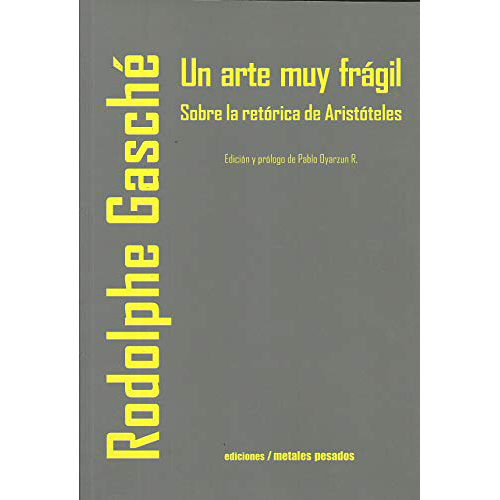 Rodolphe Gasché
Un arte muy frágil
Sobre la retórica de Aristóteles
Edición y prólogo de Pablo Oyarzun R.
ediciones / metales pesados